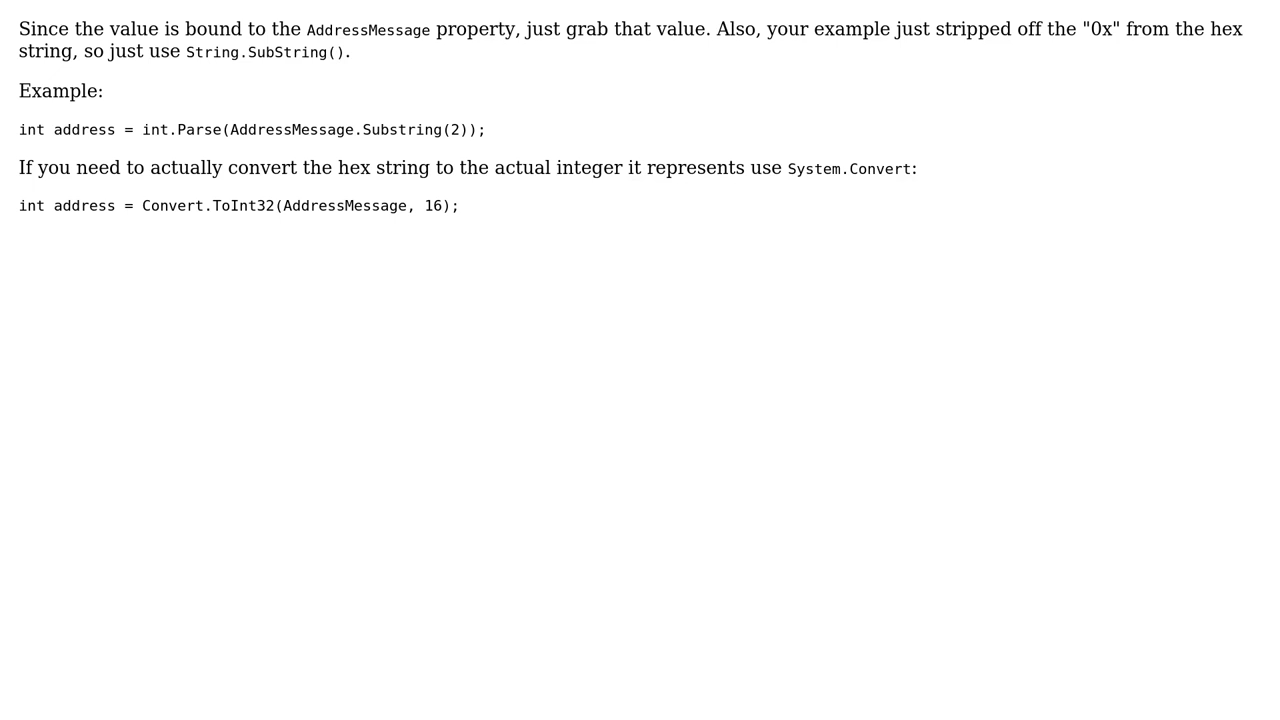 Since the value is bound to the AddressMessage property, just grab that value. Also, your example just stripped off the "0x" from the hex
string, so just use String.SubString().
Example:
int address = int.Parse(AddressMessage.Substring(2));
If you need to actually convert the hex string to the actual integer it represents use System.Convert:
int address = Convert.ToInt32(AddressMessage, 16);